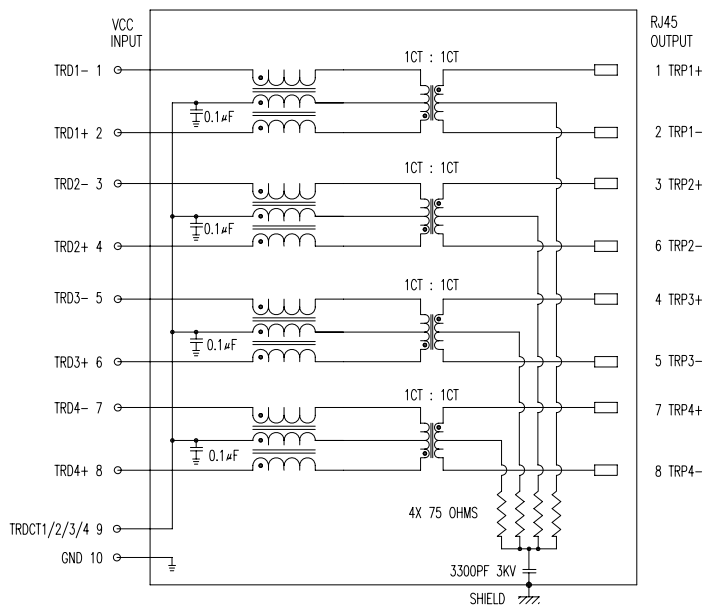 VCC
INPUT
RJ45
OUTPUT
1CT : 1CT
TRD1- 1
1 TRP1+
0.1µF
TRD1+ 2
2 TRP1-
1CT : 1CT
TRD2- 3
3 TRP2+
0.1µF
TRD2+ 4
6 TRP2-
1CT : 1CT
TRD3- 5
4 TRP3+
0.1µF
TRD3+ 6
5 TRP3-
1CT : 1CT
TRD4- 7
7 TRP4+
0.1µF
TRD4+ 8
8 TRP4-
4X 75 OHMS
TRDCT1/2/3/4 9
GND 10
3300PF 3KV
SHIELD